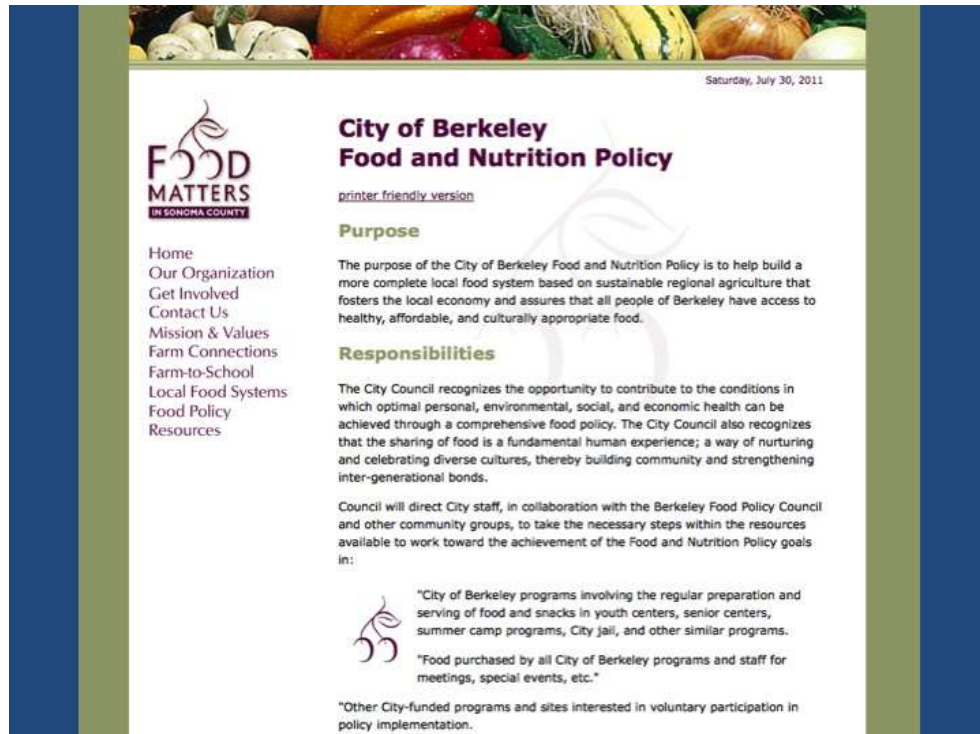 Saturday, July 30, 2011
FOOD
MATTERS
IN SONOMA COUNTY
Home
Our Organization
Get Involved
Contact Us
Mission & Values
Farm Connections
Farm-to-School
Local Food Systems
Food Policy
Resources
City of Berkeley
Food and Nutrition Policy
printer friendly version
Purpose
The purpose of the City of Berkeley Food and Nutrition Policy is to help build a
more complete local food system based on sustainable regional agriculture that
fosters the local economy and assures that all people of Berkeley have access to
healthy, affordable, and culturally appropriate food.
Responsibilities
The City Council recognizes the opportunity to contribute to the conditions in
which optimal personal, environmental, social, and economic health can be
achieved through a comprehensive food policy. The City Council also recognizes
that the sharing of food is a fundamental human experience; a way of nurturing
and celebrating diverse cultures, thereby building community and strengthening
inter-generational bonds.
Council will direct City staff, in collaboration with the Berkeley Food Policy Council
and other community groups, to take the necessary steps within the resources
available to work toward the achievement of the Food and Nutrition Policy goals
in:
"City of Berkeley programs involving the regular preparation and
serving of food and snacks in youth centers, senior centers,
summer camp programs, City jail, and other similar programs.
"Food purchased by all City of Berkeley programs and staff for
meetings, special events, etc."
"Other City-funded programs and sites interested in voluntary participation in
policy implementation.